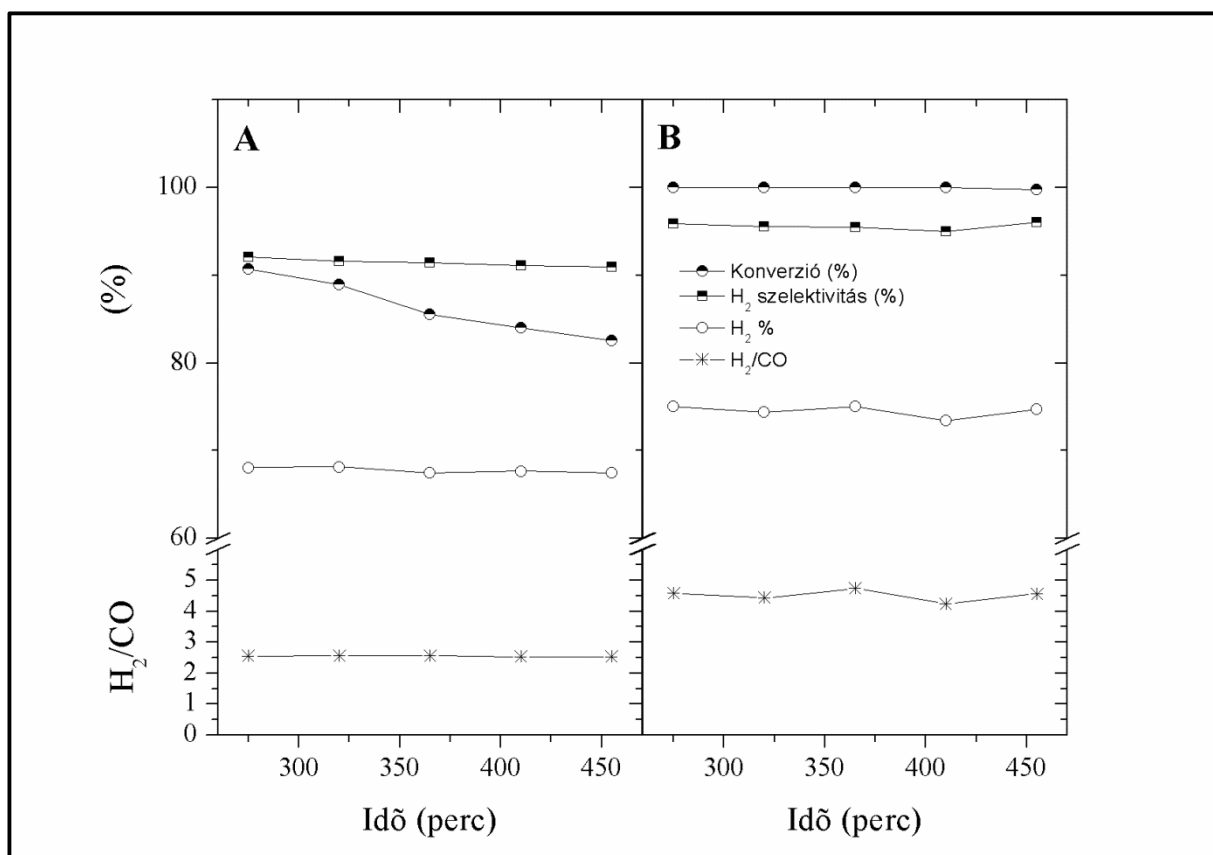 A
B
100
80
60
(%)
Konverzió (%)
H₂ szelektivitás (%)
H₂ %
H₂/CO
5
4
3
2
1
0
H₂/CO
300 350 400 450
300 350 400 450
Idõ (perc)
Idõ (perc)